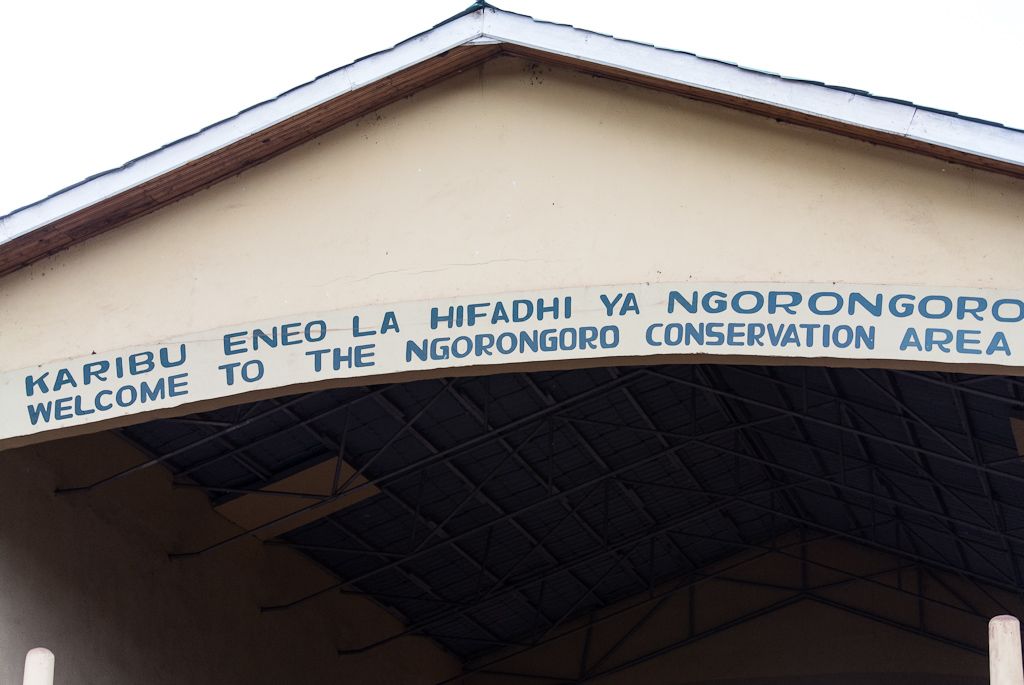 KARIBU ENEO LA HIFADHI YA NGORONGORO
WELCOME TO THE NGORONGORO CONSERVATION AREA